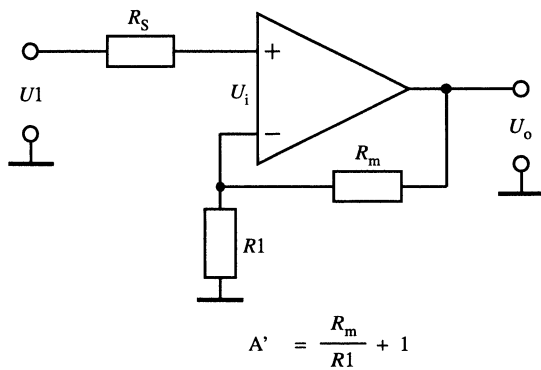 R_S
+
U1
U_i
−
U_o
R_m
R1
A' = R_m / R1 + 1